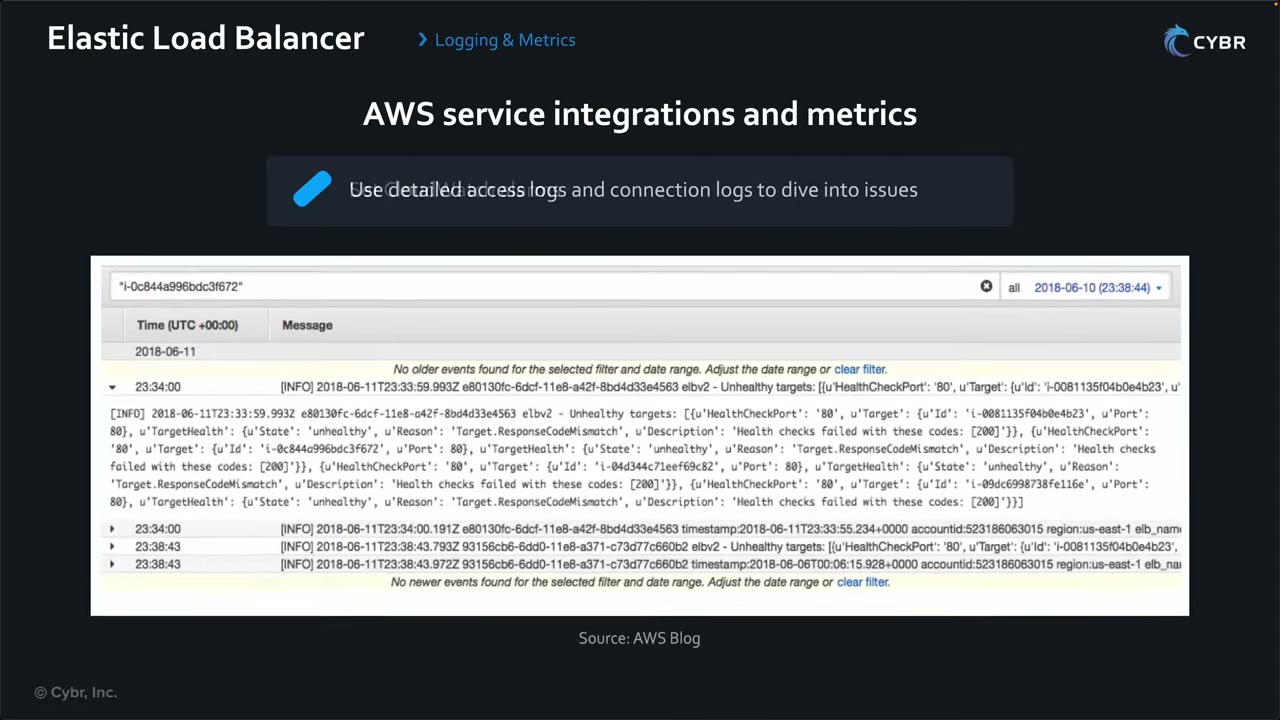 Elastic Load Balancer
❯ Logging & Metrics
CYBR
AWS service integrations and metrics
Use detailed access logs and connection logs to dive into issues
"i-0c844a996bdc3f672"
all 2018-06-10 (23:38:44)
Time (UTC +00:00) Message
2018-06-11
No older events found for the selected filter and date range. Adjust the date range or clear filter.
23:34:00 [INFO] 2018-06-11T23:33:59.993Z e80130fc-6dcf-11e8-a42f-8bd4d33e4563 elbv2 - Unhealthy targets: [{u'HealthCheckPort': '80', u'Target': {u'Id': 'i-0081135f04b0e4b23', u'
[INFO] 2018-06-11T23:33:59.993Z e80130fc-6dcf-11e8-a42f-8bd4d33e4563 elbv2 - Unhealthy targets: [{u'HealthCheckPort': '80', u'Target': {u'Id': 'i-0081135f04b0e4b23', u'Port':
80}, u'TargetHealth': {u'State': 'unhealthy', u'Reason': 'Target.ResponseCodeMismatch', u'Description': 'Health checks failed with these codes: [200]'}}, {u'HealthCheckPort':
'80', u'Target': {u'Id': 'i-0c844a996bdc3f672', u'Port': 80}, u'TargetHealth': {u'State': 'unhealthy', u'Reason': 'Target.ResponseCodeMismatch', u'Description': 'Health checks
failed with these codes: [200]'}}, {u'HealthCheckPort': '80', u'Target': {u'Id': 'i-04d344c71eef69c82', u'Port': 80}, u'TargetHealth': {u'State': 'unhealthy', u'Reason':
'Target.ResponseCodeMismatch', u'Description': 'Health checks failed with these codes: [200]'}}, {u'HealthCheckPort': '80', u'Target': {u'Id': 'i-09dc6998738fe116e', u'Port':
80}, u'TargetHealth': {u'State': 'unhealthy', u'Reason': 'Target.ResponseCodeMismatch', u'Description': 'Health checks failed with these codes: [200]'}}]
23:34:00 [INFO] 2018-06-11T23:34:00.191Z e80130fc-6dcf-11e8-a42f-8bd4d33e4563 timestamp:2018-06-11T23:33:55.234+0000 accountid:523186063015 region:us-east-1 elb_name
23:38:43 [INFO] 2018-06-11T23:38:43.793Z 93156cb6-6dd0-11e8-a371-c73d77c660b2 elbv2 - Unhealthy targets: [{u'HealthCheckPort': '80', u'Target': {u'Id': 'i-0081135f04b0e4b23',
23:38:43 [INFO] 2018-06-11T23:38:43.972Z 93156cb6-6dd0-11e8-a371-c73d77c660b2 timestamp:2018-06-06T00:06:15.928+0000 accountid:523186063015 region:us-east-1
No newer events found for the selected filter and date range. Adjust the date range or clear filter.
Source: AWS Blog
© Cybr, Inc.